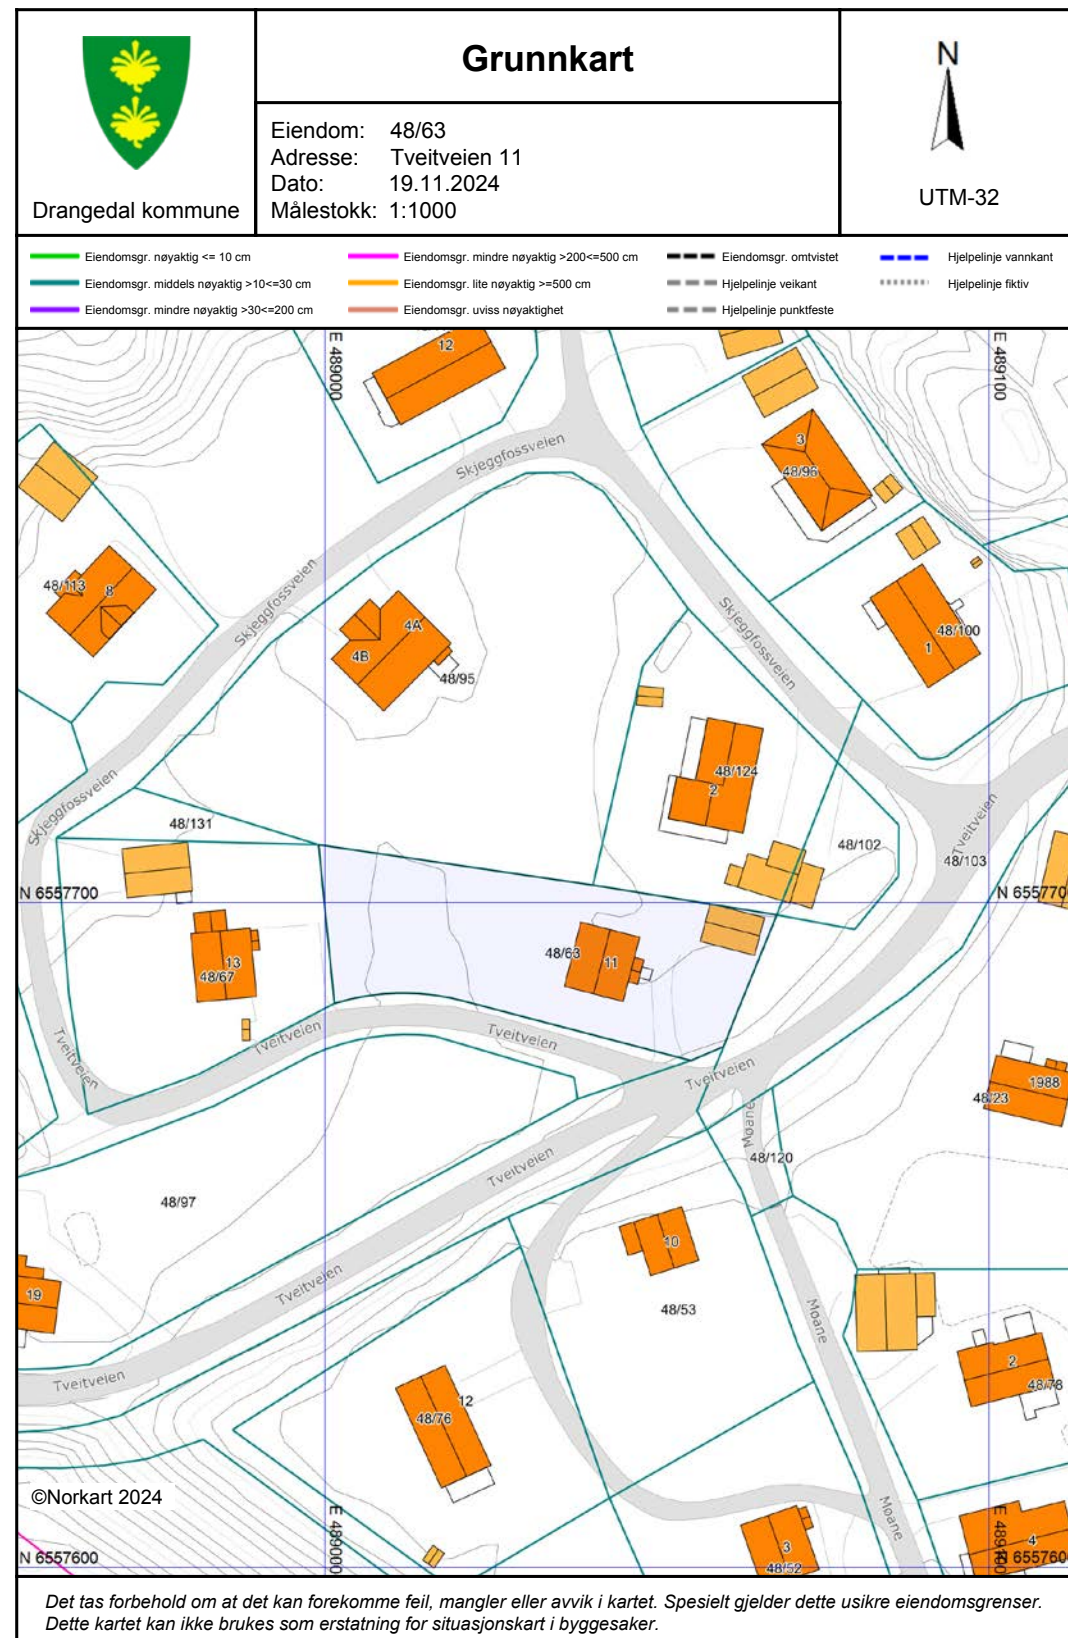 Grunnkart
Drangedal kommune
Eiendom: 48/63
Adresse: Tveitveien 11
Dato: 19.11.2024
Målestokk: 1:1000
N
UTM-32
Eiendomsgr. nøyaktig <= 10 cm
Eiendomsgr. middels nøyaktig >10<=30 cm
Eiendomsgr. mindre nøyaktig >30<=200 cm
Eiendomsgr. mindre nøyaktig >200<=500 cm
Eiendomsgr. lite nøyaktig >=500 cm
Eiendomsgr. uviss nøyaktighet
Eiendomsgr. omtvistet
Hjelpelinje veikant
Hjelpelinje punktfeste
Hjelpelinje vannkant
Hjelpelinje fiktiv
E 489000
E 489100
12
Skjeggfossveien
3
48/96
48/113
8
Skjeggfossveien
4A
4B
48/95
Skjeggfossveien
48/100
1
48/124
2
Skjeggfossveien
48/131
48/102
Tveitveien
48/103
N 6557700
N 655770
48/63
11
13
48/67
Tveitveien
Tveitveien
Tveitveien
Tveitveien
Moane
1988
48/23
48/120
Tveitveien
48/97
10
48/53
19
Tveitveien
Moane
2
48/78
Tveitveien
12
48/76
©Norkart 2024
Moane
E 489000
E 489100
3
48/52
4
N 6557600
6557600
Det tas forbehold om at det kan forekomme feil, mangler eller avvik i kartet. Spesielt gjelder dette usikre eiendomsgrenser.
Dette kartet kan ikke brukes som erstatning for situasjonskart i byggesaker.